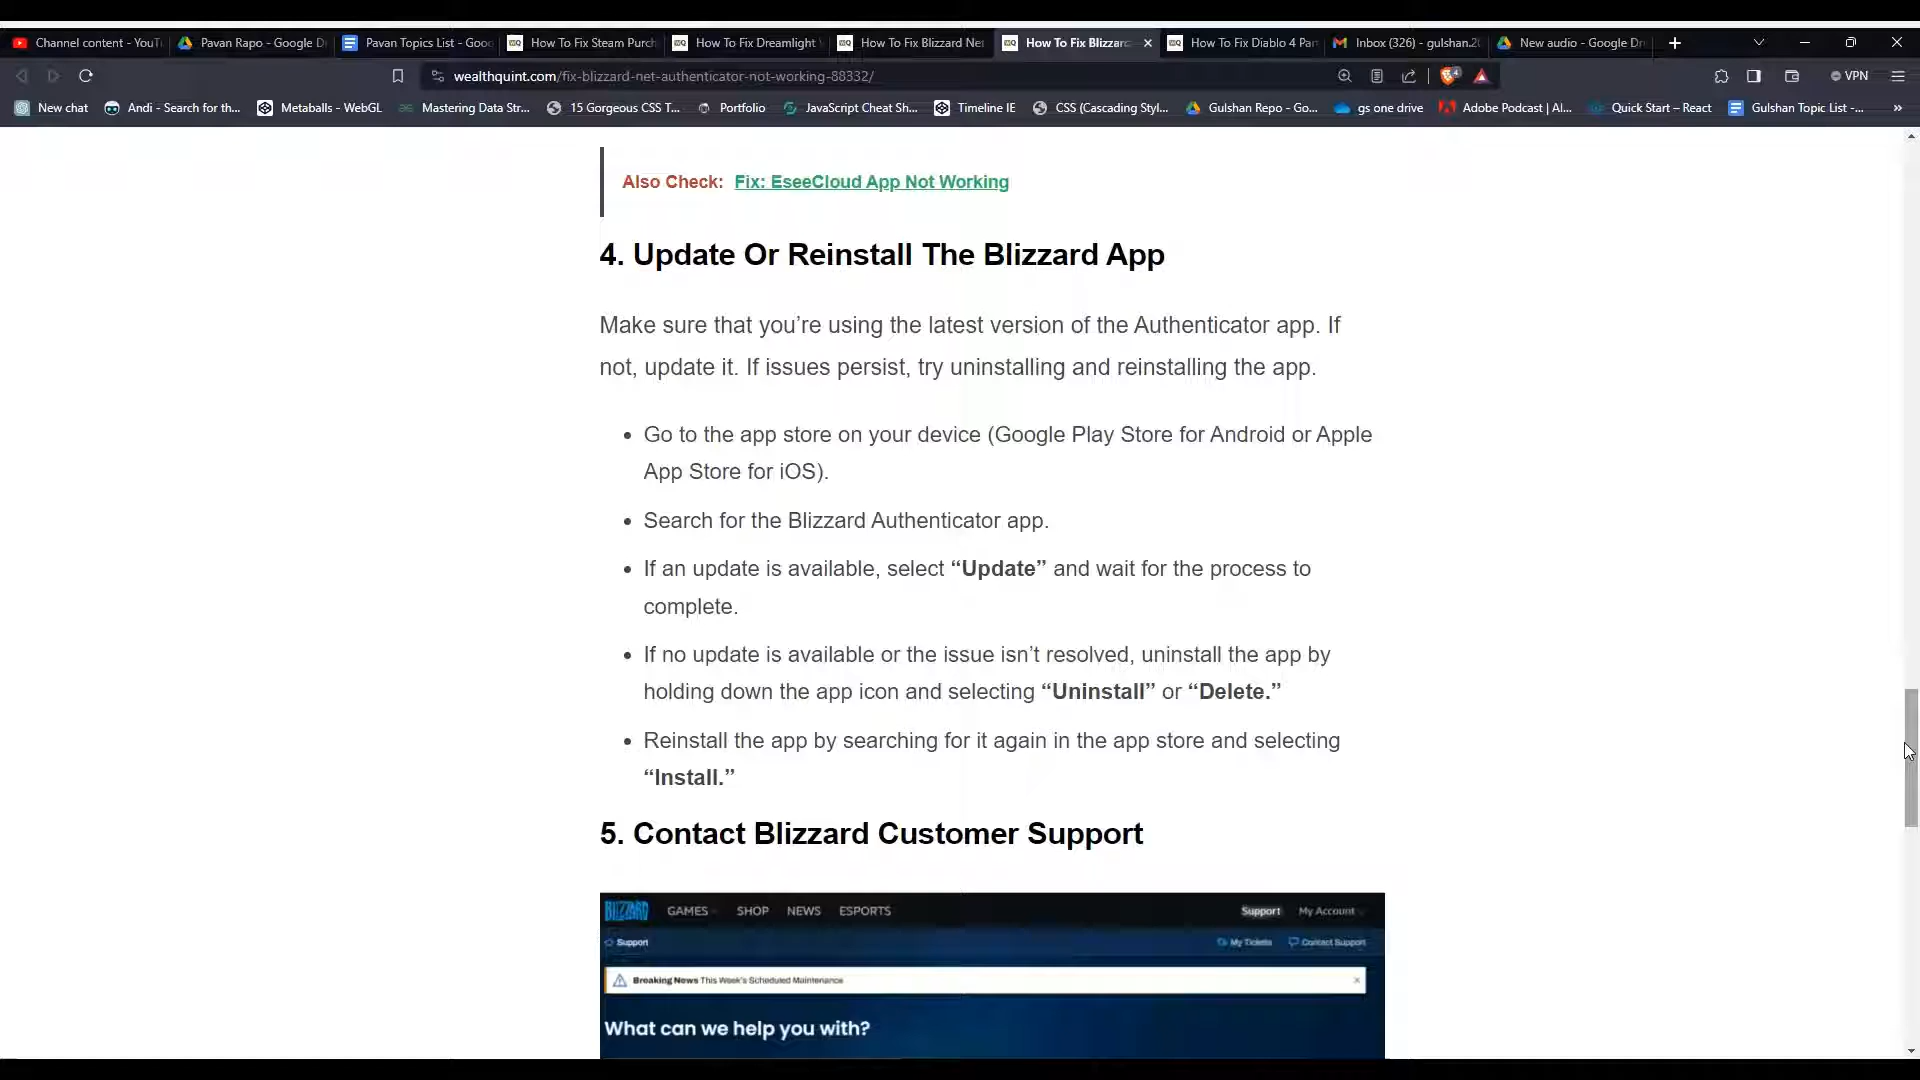 Channel content - YouTu
Pavan Rapo - Google D
Pavan Topics List - Goog
How To Fix Steam Purch
How To Fix Dreamlight V
How To Fix Blizzard Net
How To Fix Blizzard
How To Fix Diablo 4 Par
Inbox (326) - gulshan.2
New audio - Google Dri
wealthquint.com/fix-blizzard-net-authenticator-not-working-88332/
4
VPN
New chat
Andi - Search for th...
Metaballs - WebGL
Mastering Data Str...
15 Gorgeous CSS T...
Portfolio
JavaScript Cheat Sh...
Timeline IE
CSS (Cascading Styl...
Gulshan Repo - Go...
gs one drive
Adobe Podcast | AI...
Quick Start – React
Gulshan Topic List -...
Also Check: Fix: EseeCloud App Not Working
4. Update Or Reinstall The Blizzard App
Make sure that you’re using the latest version of the Authenticator app. If
not, update it. If issues persist, try uninstalling and reinstalling the app.
• Go to the app store on your device (Google Play Store for Android or Apple
App Store for iOS).
• Search for the Blizzard Authenticator app.
• If an update is available, select “Update” and wait for the process to
complete.
• If no update is available or the issue isn’t resolved, uninstall the app by
holding down the app icon and selecting “Uninstall” or “Delete.”
• Reinstall the app by searching for it again in the app store and selecting
“Install.”
5. Contact Blizzard Customer Support
BLIZZARD GAMES SHOP NEWS ESPORTS Support My Account
Support My Tickets Contact Support
Breaking News This Week's Scheduled Maintenance
What can we help you with?